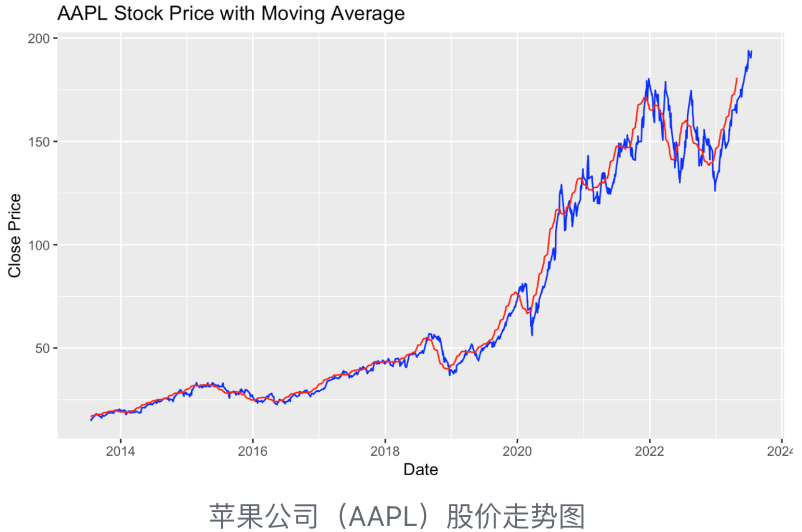 AAPL Stock Price with Moving Average
200
150
100
50
Close Price
2014 2016 2018 2020 2022 2024
Date
苹果公司（AAPL）股价走势图